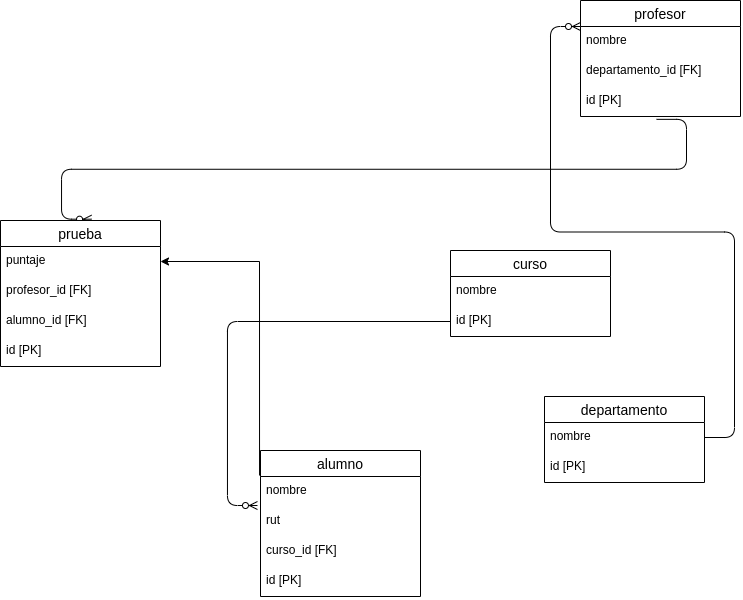 profesor
nombre
departamento_id [FK]
id [PK]
prueba
puntaje
profesor_id [FK]
alumno_id [FK]
id [PK]
curso
nombre
id [PK]
departamento
nombre
id [PK]
alumno
nombre
rut
curso_id [FK]
id [PK]